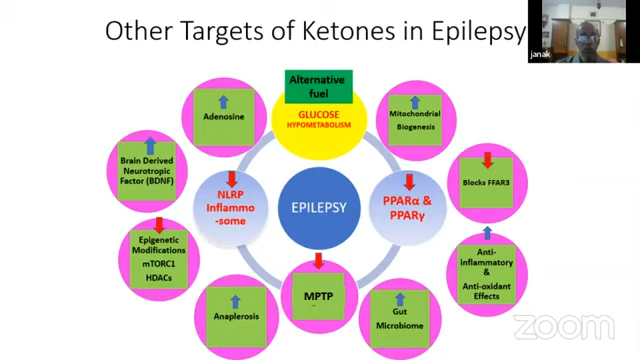 Other Targets of Ketones in Epilepsy
janak
Alternative
fuel
GLUCOSE
HYPOMETABOLISM
Adenosine
Mitochondrial
Biogenesis
Brain Derived
Neurotropic
Factor (BDNF)
NLRP
Inflammo
-some
EPILEPSY
PPARα &
PPARγ
Blocks FFAR3
Epigenetic
Modifications
mTORC1
HDACs
Anti-
Inflammatory
&
Anti-oxidant
Effects
Anaplerosis
MPTP
Gut
Microbiome
zoom